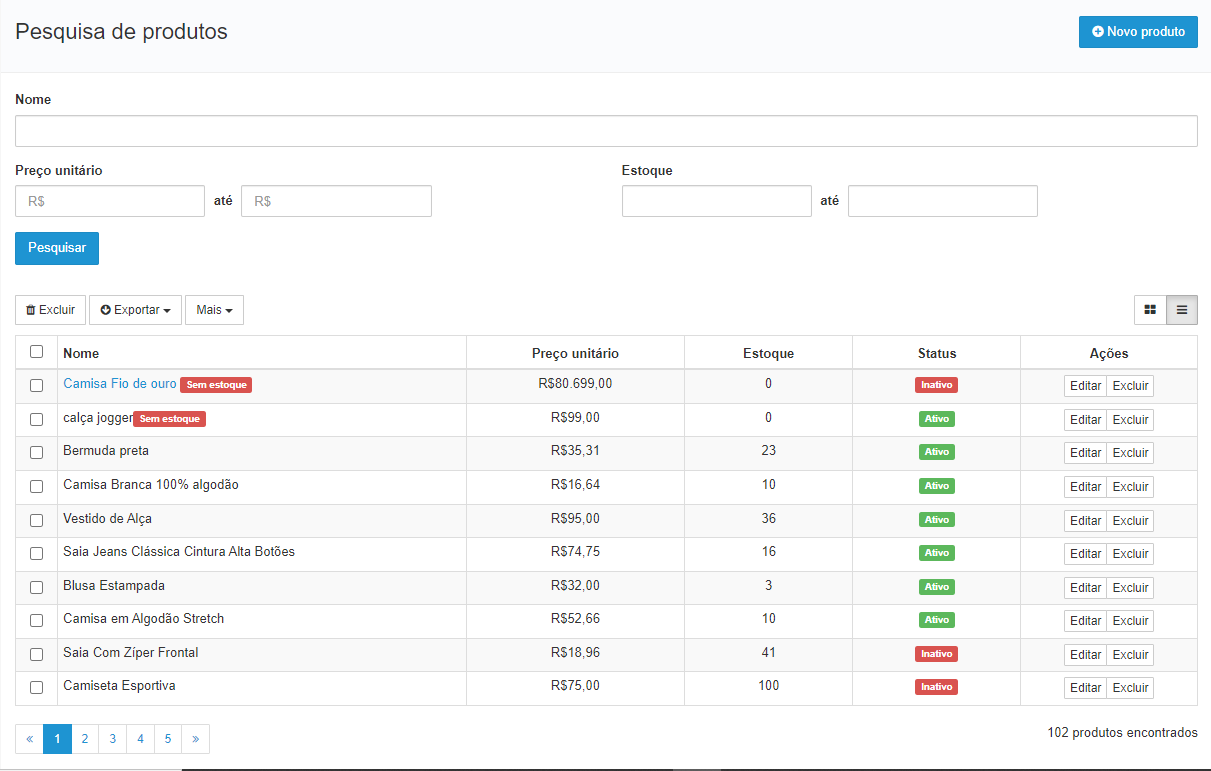 Pesquisa de produtos Novo produto
Nome
Preço unitário Estoque
R$ até R$ até
Pesquisar
Excluir Exportar Mais
Nome Preço unitário Estoque Status Ações
Camisa Fio de ouro Sem estoque R$80.699,00 0 Inativo Editar Excluir
calça jogger Sem estoque R$99,00 0 Ativo Editar Excluir
Bermuda preta R$35,31 23 Ativo Editar Excluir
Camisa Branca 100% algodão R$16,64 10 Ativo Editar Excluir
Vestido de Alça R$95,00 36 Ativo Editar Excluir
Saia Jeans Clássica Cintura Alta Botões R$74,75 16 Ativo Editar Excluir
Blusa Estampada R$32,00 3 Ativo Editar Excluir
Camisa em Algodão Stretch R$52,66 10 Ativo Editar Excluir
Saia Com Zíper Frontal R$18,96 41 Inativo Editar Excluir
Camiseta Esportiva R$75,00 100 Inativo Editar Excluir
« 1 2 3 4 5 » 102 produtos encontrados